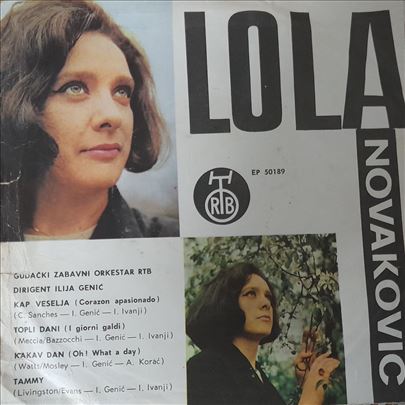 LOLA
NOVAKOVIĆ
EP 50189
RTB
GUDAČKI ZABAVNI ORKESTAR RTB
DIRIGENT ILIJA GENIĆ
KAP VESELJA (Corazon apasionado)
(C. Sanches — I. Genić — I. Ivanji)
TOPLI DANI (I giorni galdi)
(Meccia/Bazzocchi — I. Genić — I. Ivanji)
KAKAV DAN (Oh! What a day)
(Watts/Mosley — I. Genić — A. Korać)
TAMMY
(Livingston/Evans — I. Genić — I. Ivanji)